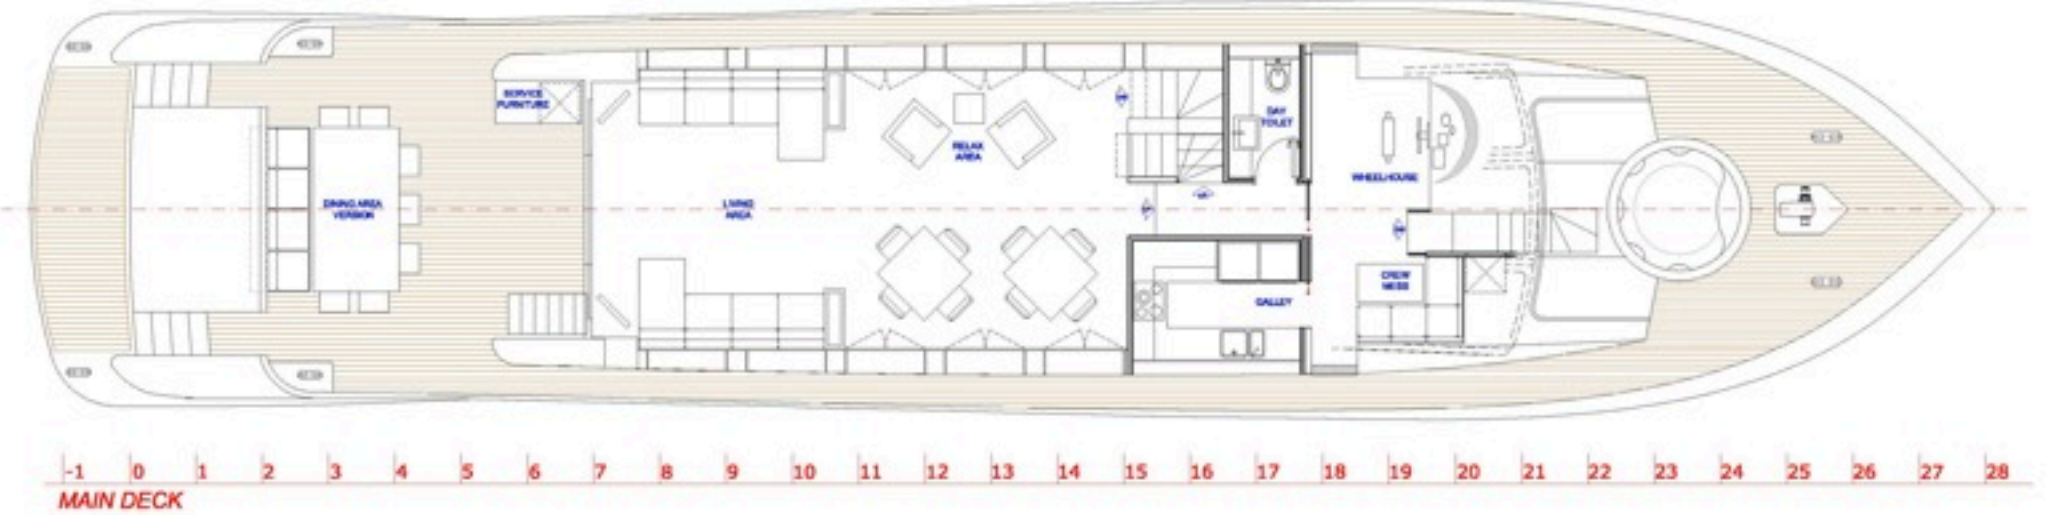 SERVICE
FURNITURE
DAY
TOILET
RELAX
AREA
WHEELHOUSE
DINING AREA
VERSION
LIVING
AREA
CREW
MESS
GALLEY
-1 0 1 2 3 4 5 6 7 8 9 10 11 12 13 14 15 16 17 18 19 20 21 22 23 24 25 26 27 28
MAIN DECK